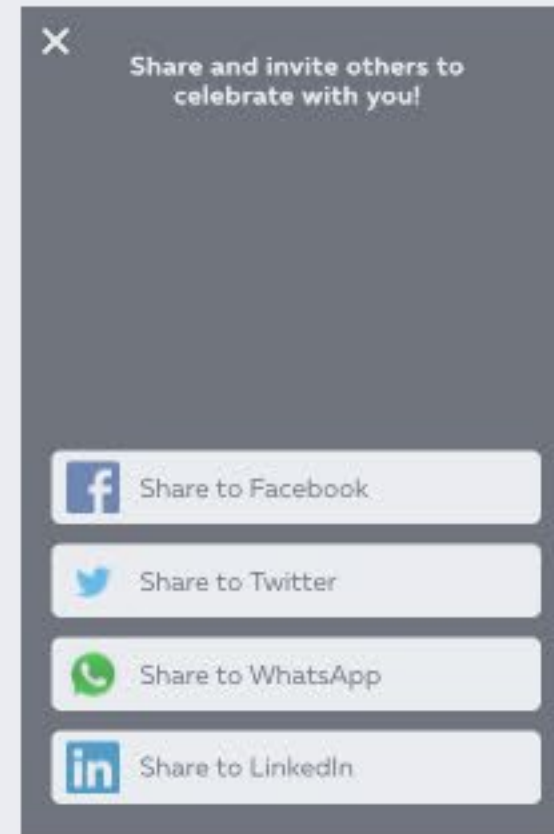 Share and invite others to
celebrate with you!
Share to Facebook
Share to Twitter
Share to WhatsApp
in Share to LinkedIn